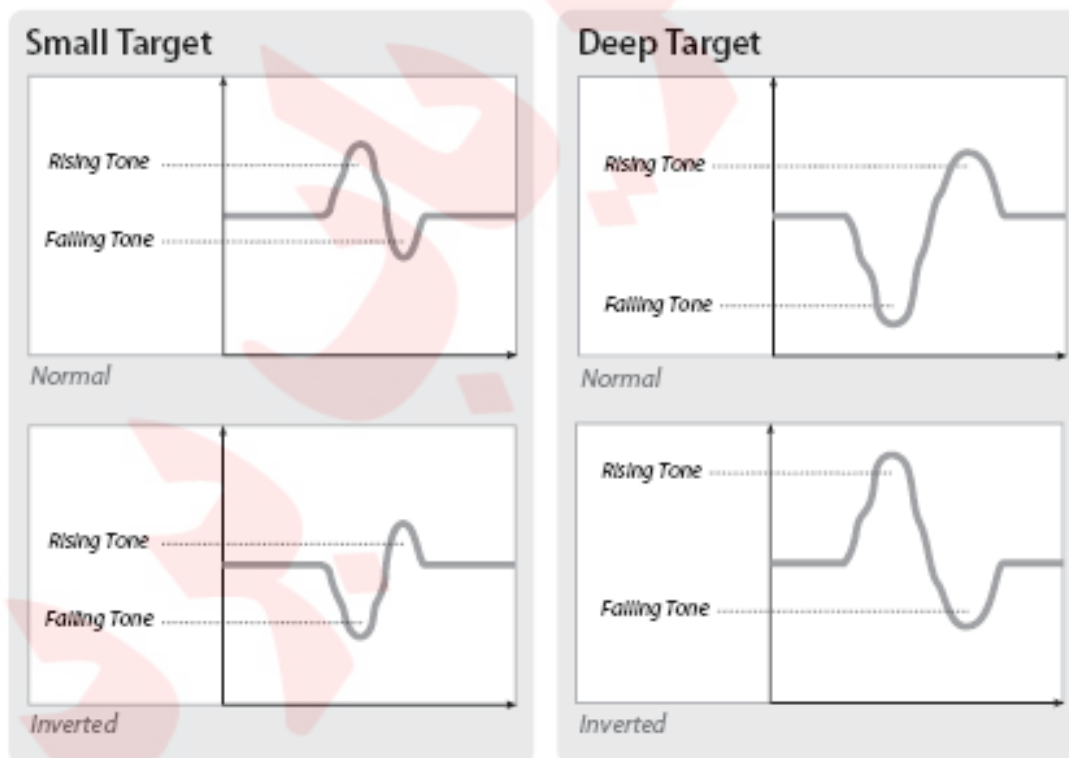 Small Target
Rising Tone
Falling Tone
Normal
Rising Tone
Falling Tone
Inverted
Deep Target
Rising Tone
Falling Tone
Normal
Rising Tone
Falling Tone
Inverted